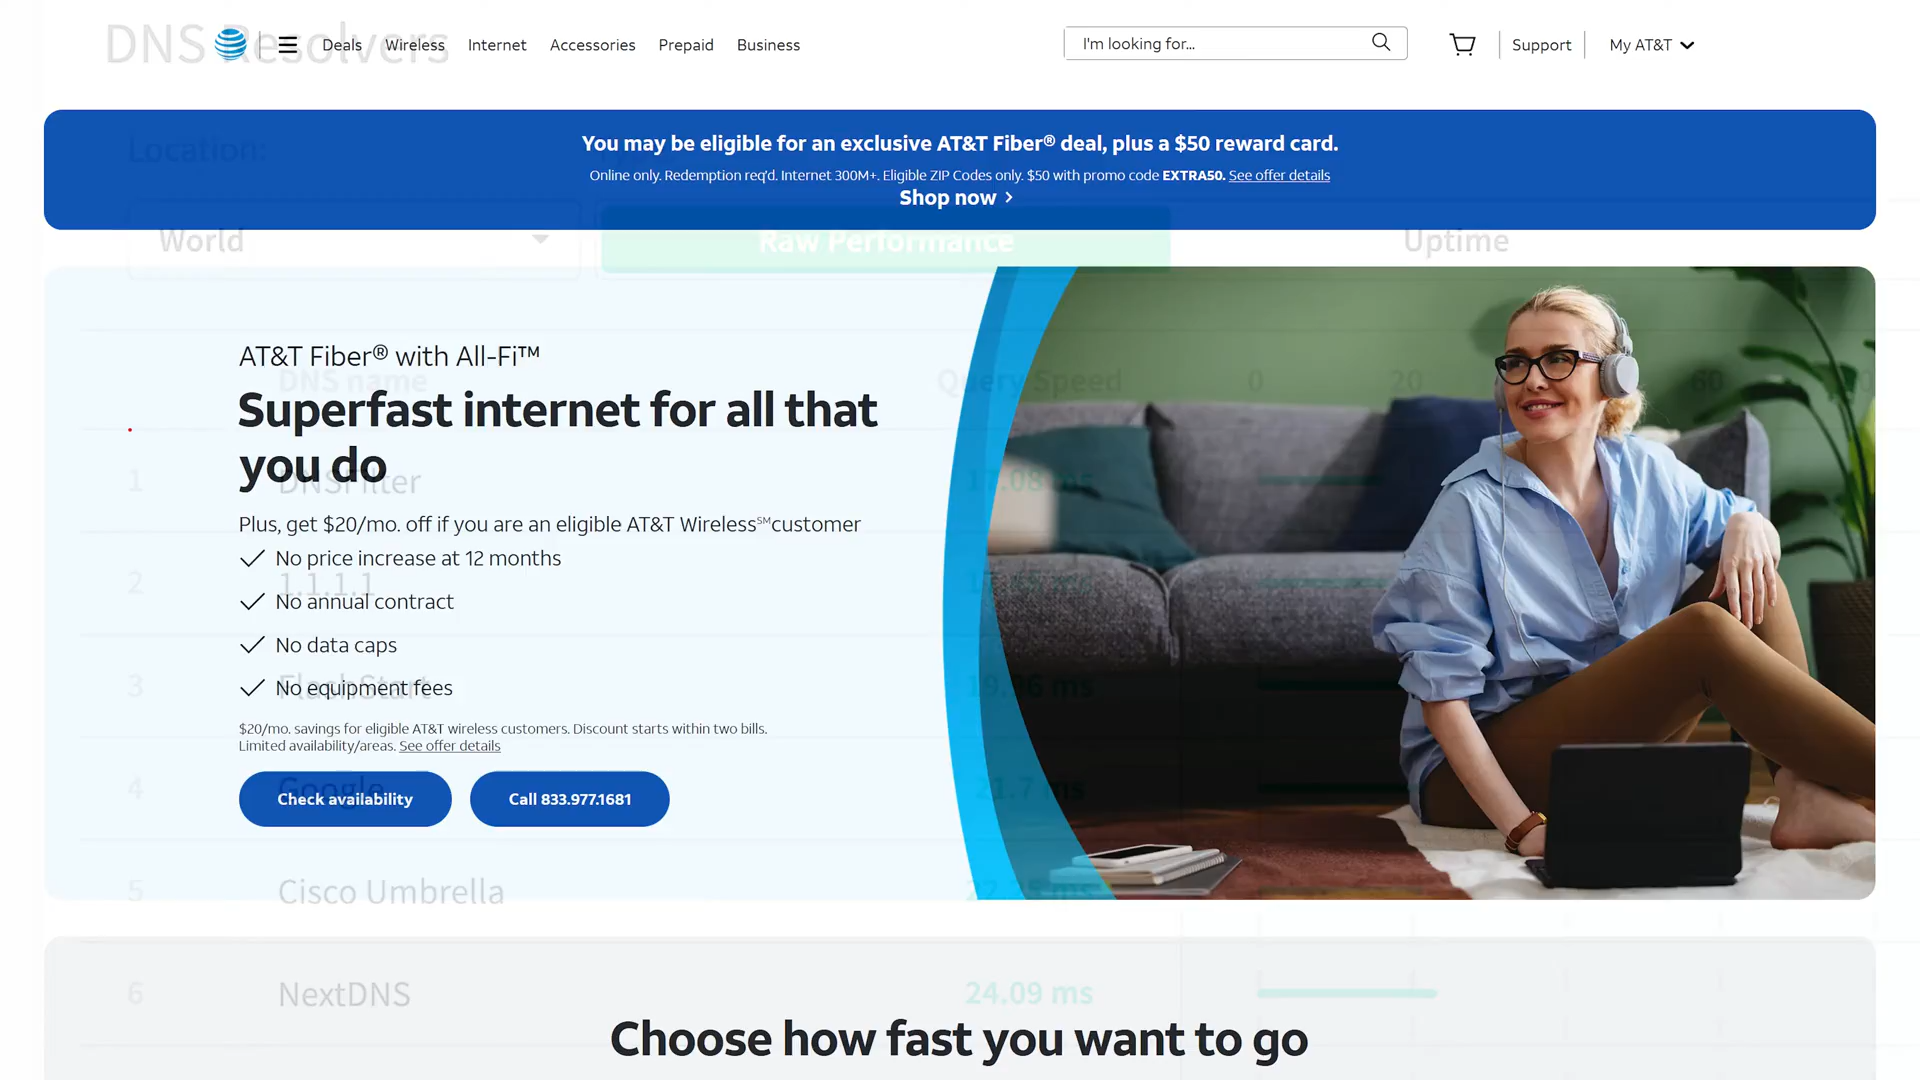 DNS Resolvers
Deals Wireless Internet Accessories Prepaid Business
I'm looking for...
Support
My AT&T
You may be eligible for an exclusive AT&T Fiber® deal, plus a $50 reward card.
Location:
Online only. Redemption req'd. Internet 300M+. Eligible ZIP Codes only. $50 with promo code EXTRA50. See offer details
Shop now >
World
Raw Performance
Uptime
AT&T Fiber® with All-Fi™
DNS name
Query Speed
0
20
60
Superfast internet for all that
you do
1
DNSFilter
Plus, get $20/mo. off if you are an eligible AT&T Wireless℠customer
No price increase at 12 months
2
1.1.1.1
No annual contract
No data caps
3
FlashStart
19.96 ms
No equipment fees
$20/mo. savings for eligible AT&T wireless customers. Discount starts within two bills.
Limited availability/areas. See offer details
4
Google
21.7 ms
Check availability
Call 833.977.1681
5
Cisco Umbrella
6
NextDNS
24.09 ms
Choose how fast you want to go